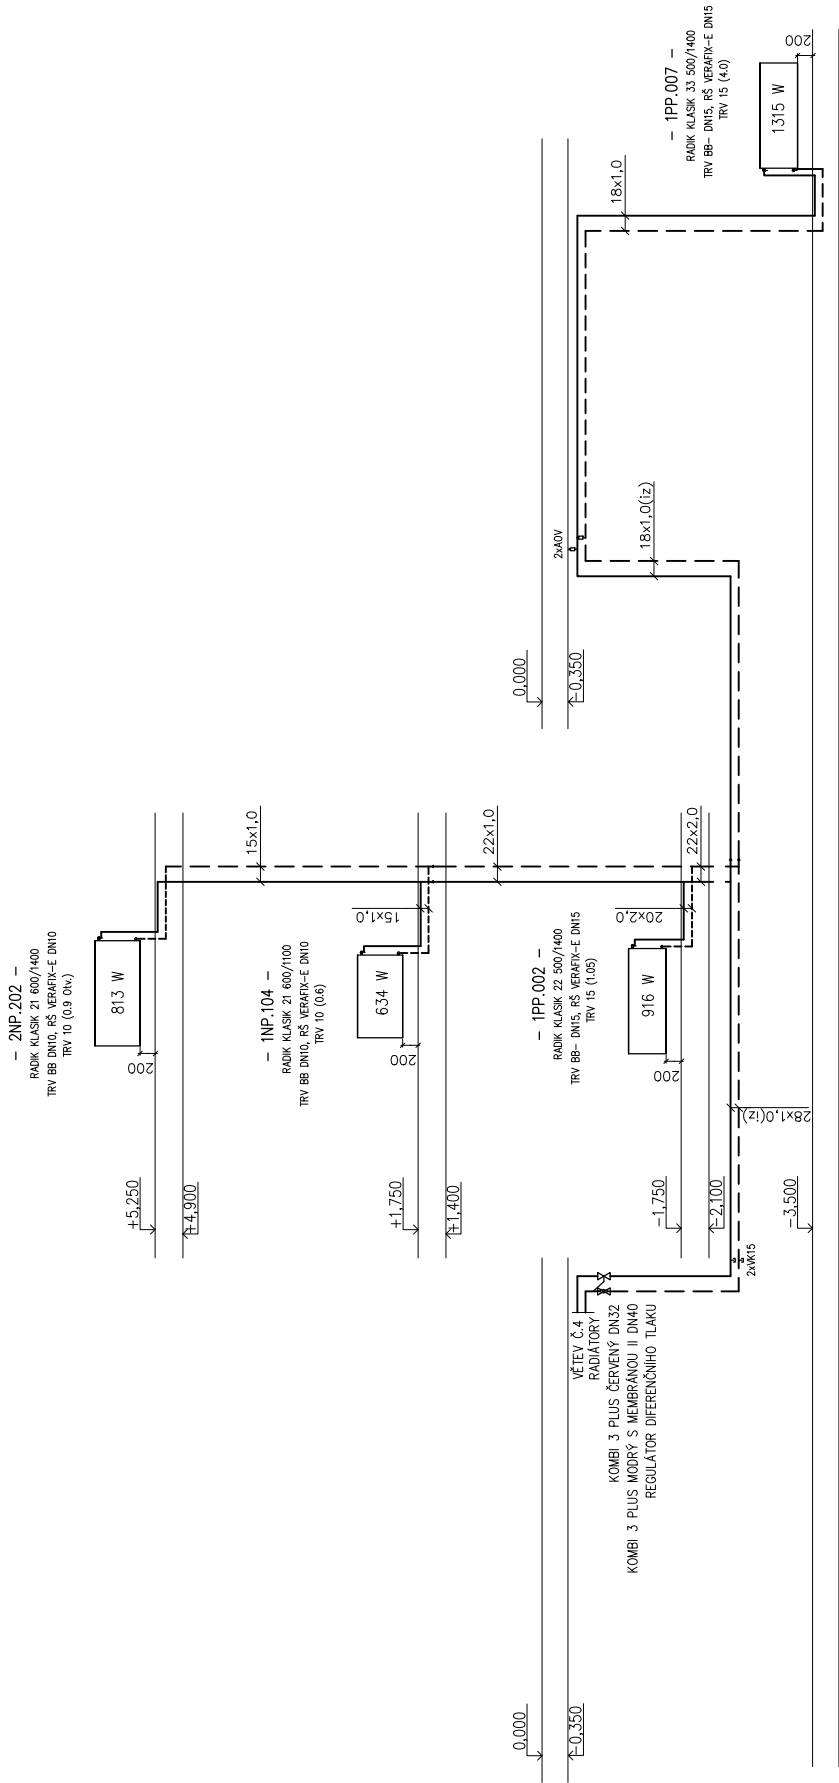 - 2NP.202 -
RADIK KLASIK 21 600/1400
TRV BB DN10, RŠ VERAFIX-E DN10
TRV 10 (0.9 Otv.)
813 W
200
+5,250
+4,900
15x1,0
- 1NP.104 -
RADIK KLASIK 21 600/1100
TRV BB DN10, RŠ VERAFIX-E DN10
TRV 10 (0.6)
634 W
200
15x1,0
+1,750
+1,400
22x1,0
- 1PP.002 -
RADIK KLASIK 22 500/1400
TRV BB- DN15, RŠ VERAFIX-E DN15
TRV 15 (1.05)
916 W
200
20x2,0
22x2,0
-1,750
-2,100
28x1,0(iz)
-3,500
2xVK15
VĚTEV Č.4
RADIÁTORY
KOMBI 3 PLUS ČERVENÝ DN32
KOMBI 3 PLUS MODRÝ S MEMBRÁNOU II DN40
REGULÁTOR DIFERENČNÍHO TLAKU
0,000
-0,350
0,000
-0,350
2xAOV
18x1,0(iz)
18x1,0
- 1PP.007 -
RADIK KLASIK 33 500/1400
TRV BB- DN15, RŠ VERAFIX-E DN15
TRV 15 (4.0)
1315 W
200